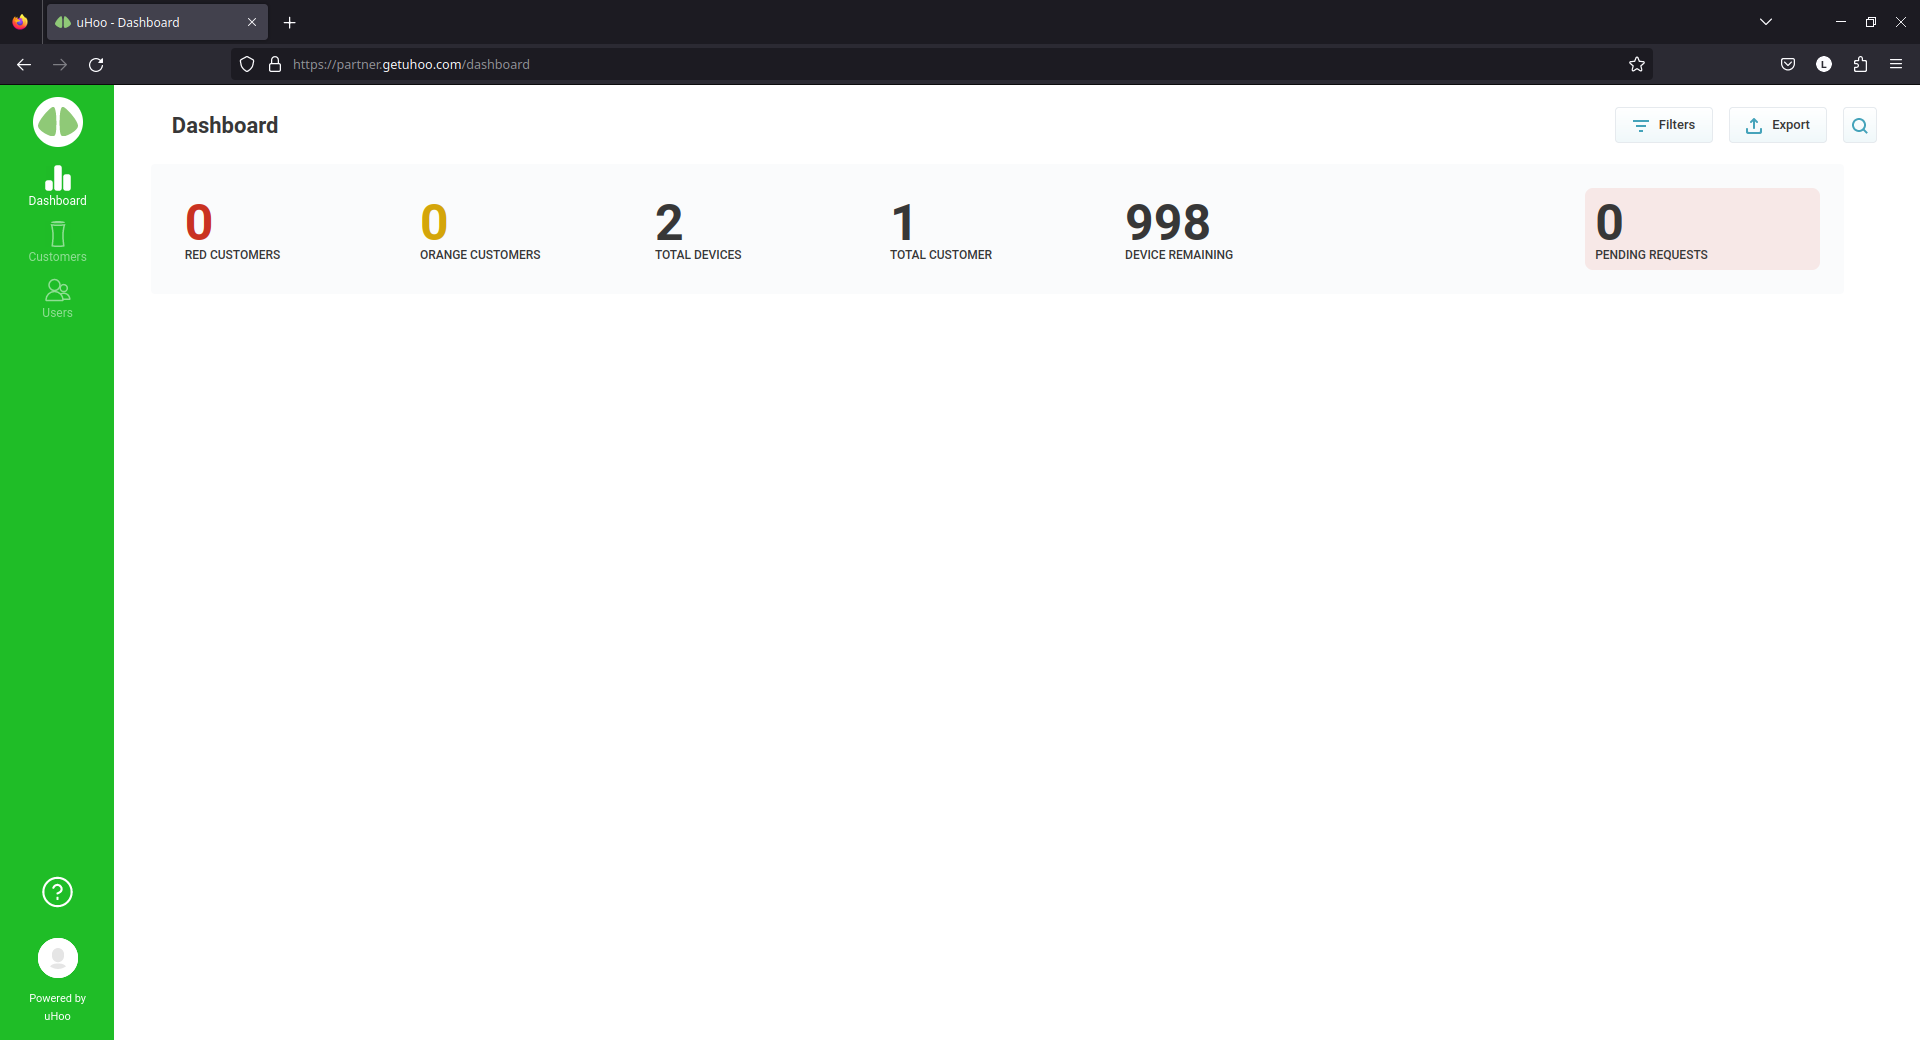 uHoo - Dashboard
https://partner.getuhoo.com/dashboard
L
Dashboard
Customers
Users
Powered by
uHoo
Dashboard
Filters
Export
0
RED CUSTOMERS
0
ORANGE CUSTOMERS
2
TOTAL DEVICES
1
TOTAL CUSTOMER
998
DEVICE REMAINING
0
PENDING REQUESTS